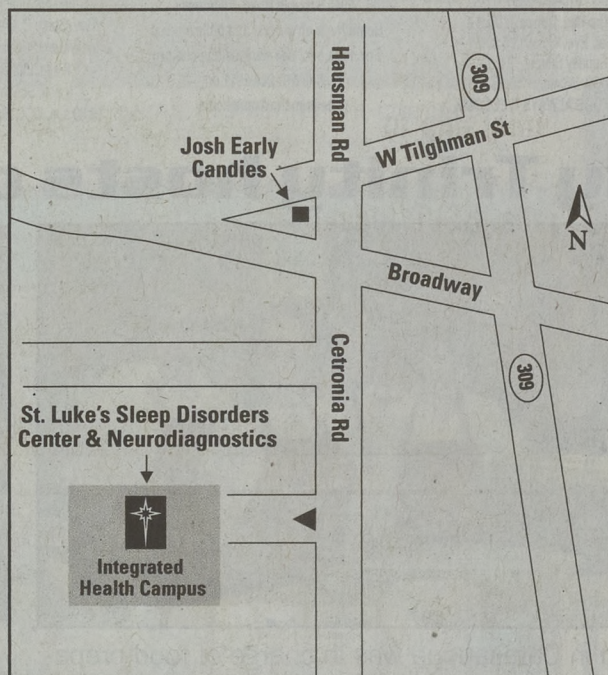 Hausman Rd
309
W Tilghman St
Josh Early
Candies
N
Broadway
Cetronia Rd
309
St. Luke's Sleep Disorders
Center & Neurodiagnostics
Integrated
Health Campus